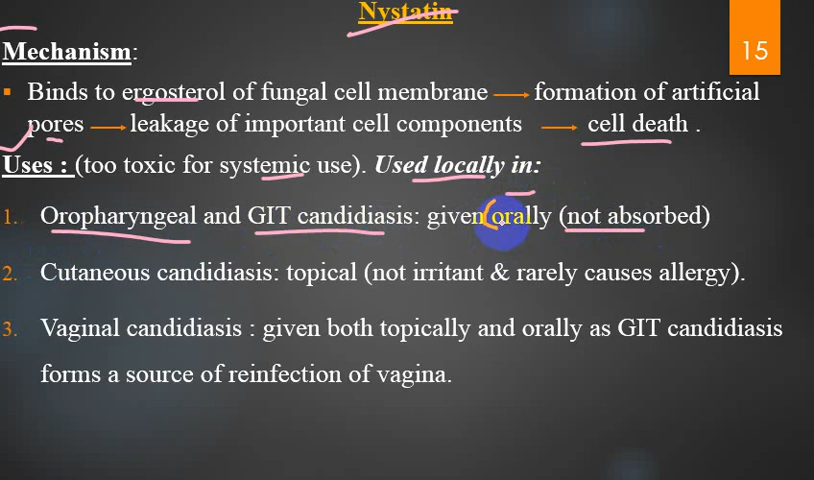 Nystatin
15
Mechanism:
▪ Binds to ergosterol of fungal cell membrane → formation of artificial
pores → leakage of important cell components → cell death .
Uses : (too toxic for systemic use). Used locally in:
1. Oropharyngeal and GIT candidiasis: given orally (not absorbed)
2. Cutaneous candidiasis: topical (not irritant & rarely causes allergy).
3. Vaginal candidiasis : given both topically and orally as GIT candidiasis
forms a source of reinfection of vagina.